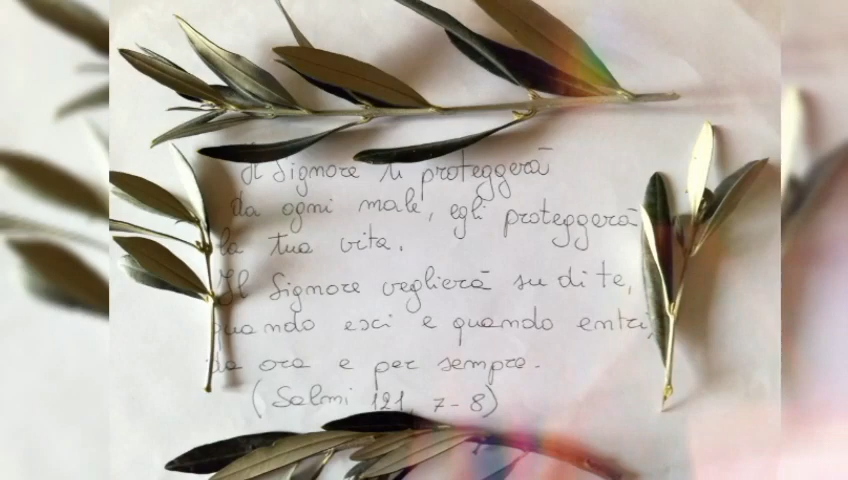 Il Signore ti proteggerà
da ogni male, egli proteggerà
la tua vita.
Il Signore veglierà su di te,
quando esci e quando entri,
da ora e per sempre.
(Salmi 121, 7-8)